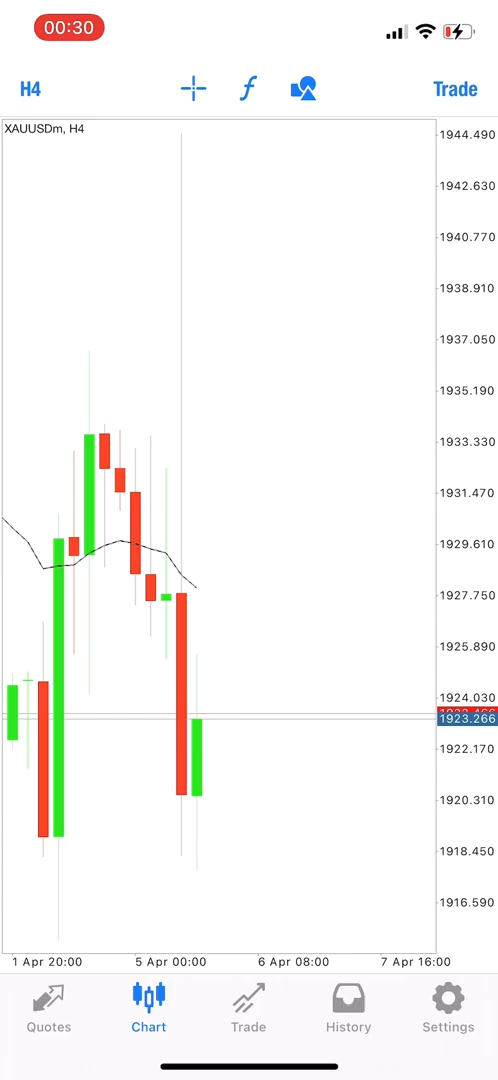 00:30
H4
f
Trade
XAUUSDm, H4
1944.490
1942.630
1940.770
1938.910
1937.050
1935.190
1933.330
1931.470
1929.610
1927.750
1925.890
1924.030
1923.266
1922.170
1920.310
1918.450
1916.590
1 Apr 20:00
5 Apr 00:00
6 Apr 08:00
7 Apr 16:00
Quotes
Chart
Trade
History
Settings